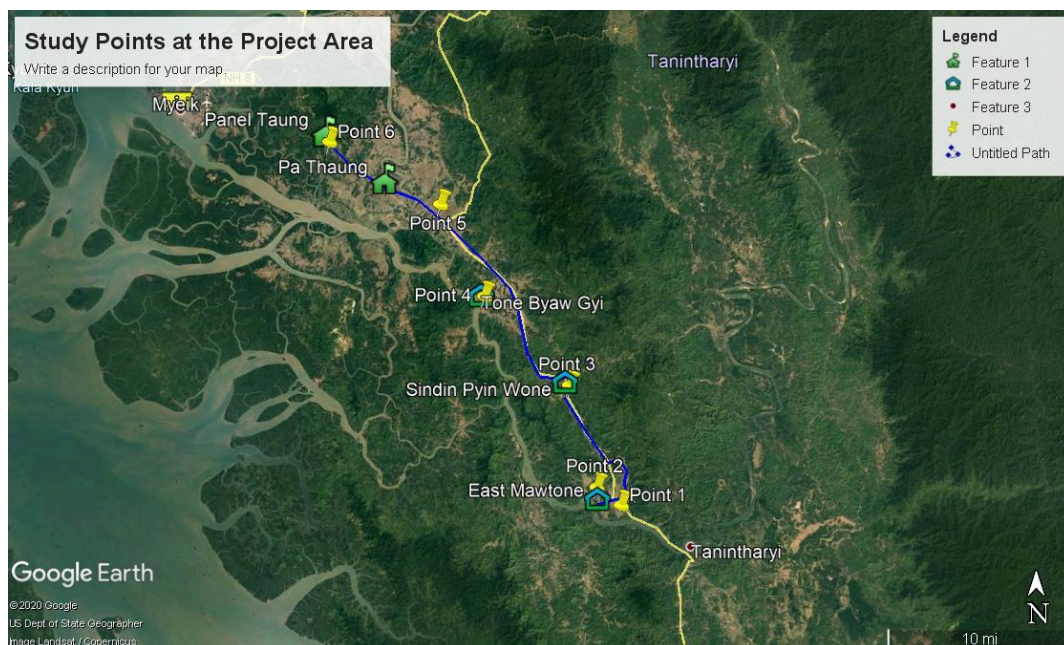 Study Points at the Project Area
Write a description for your map.
Legend
Feature 1
Feature 2
Feature 3
Point
Untitled Path
Tanintharyi
NH 8
Kala Kyun
Myeik
Panel Taung
Point 6
Pa Thaung
Point 5
Point 4
Tone Byaw Gyi
Point 3
Sindin Pyin Wone
Point 2
East Mawtone
Point 1
Tanintharyi
Google Earth
© 2020 Google
US Dept of State Geographer
Image Landsat / Copernicus
N
10 mi